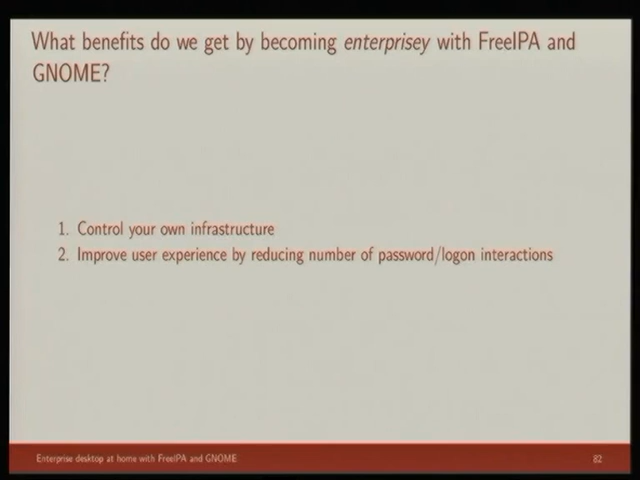 What benefits do we get by becoming enterprisey with FreeIPA and
GNOME?
1. Control your own infrastructure
2. Improve user experience by reducing number of password/logon interactions
Enterprise desktop at home with FreeIPA and GNOME
82